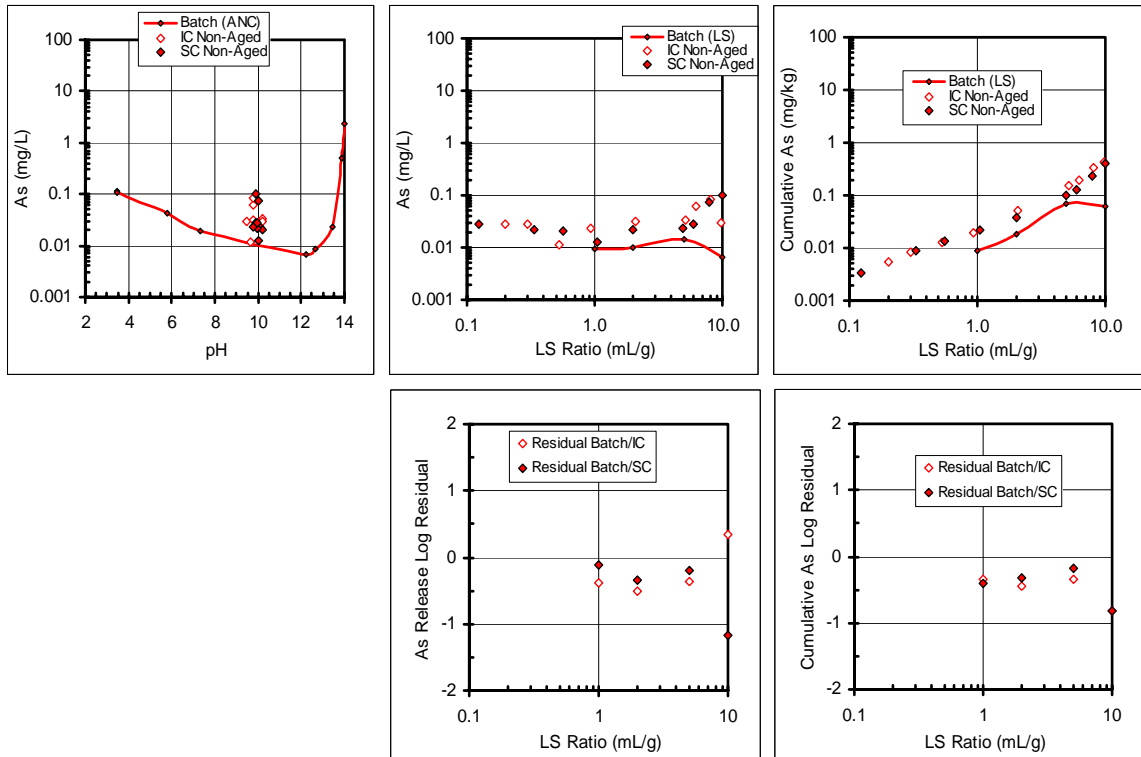 Batch (ANC)
IC Non-Aged
SC Non-Aged
100
10
1
0.1
0.01
0.001
As (mg/L)
2 4 6 8 10 12 14
pH
Batch (LS)
IC Non-Aged
SC Non-Aged
100
10
1
0.1
0.01
0.001
As (mg/L)
0.1 1.0 10.0
LS Ratio (mL/g)
Batch (LS)
IC Non-Aged
SC Non-Aged
100
10
1
0.1
0.01
0.001
Cumulative As (mg/kg)
0.1 1.0 10.0
LS Ratio (mL/g)
Residual Batch/IC
Residual Batch/SC
2
1
0
-1
-2
As Release Log Residual
0.1 1 10
LS Ratio (mL/g)
Residual Batch/IC
Residual Batch/SC
2
1
0
-1
-2
Cumulative As Log Residual
0.1 1 10
LS Ratio (mL/g)